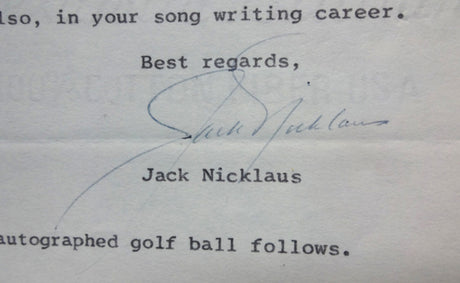 lso, in your song writing career.
Best regards,
Jack Nicklaus
Jack Nicklaus
autographed golf ball follows.